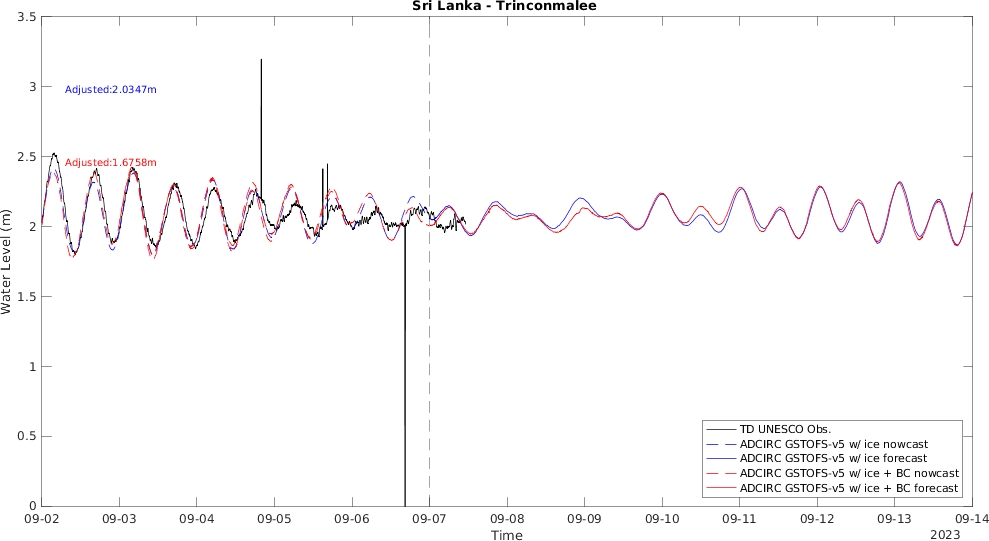 Sri Lanka - Trinconmalee
3.5
3
2.5
2
1.5
1
0.5
0
Water Level (m)
Adjusted:2.0347m
Adjusted:1.6758m
TD UNESCO Obs.
ADCIRC GSTOFS-v5 w/ ice nowcast
ADCIRC GSTOFS-v5 w/ ice forecast
ADCIRC GSTOFS-v5 w/ ice + BC nowcast
ADCIRC GSTOFS-v5 w/ ice + BC forecast
09-02 09-03 09-04 09-05 09-06 09-07 09-08 09-09 09-10 09-11 09-12 09-13 09-14
Time
2023